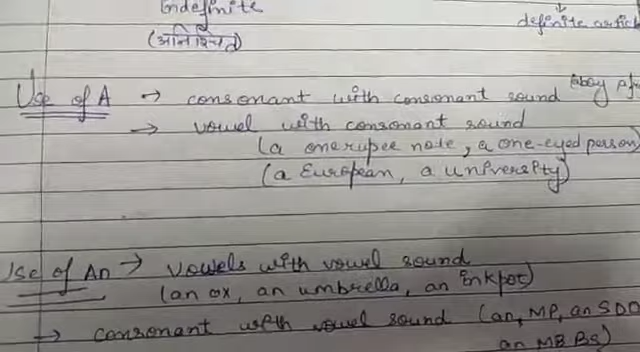 Indefinite
(अनिश्चित)
definite
Use of A → consonant with consonant sound (a boy
→ vowel with consonant sound
(a one rupee note, a one-eyed person)
(a European, a university)
Use of An → vowels with vowel sound
(an ox, an umbrella, an inkpot)
→ consonant with vowel sound (an, MP, an SDO
an MBBS)